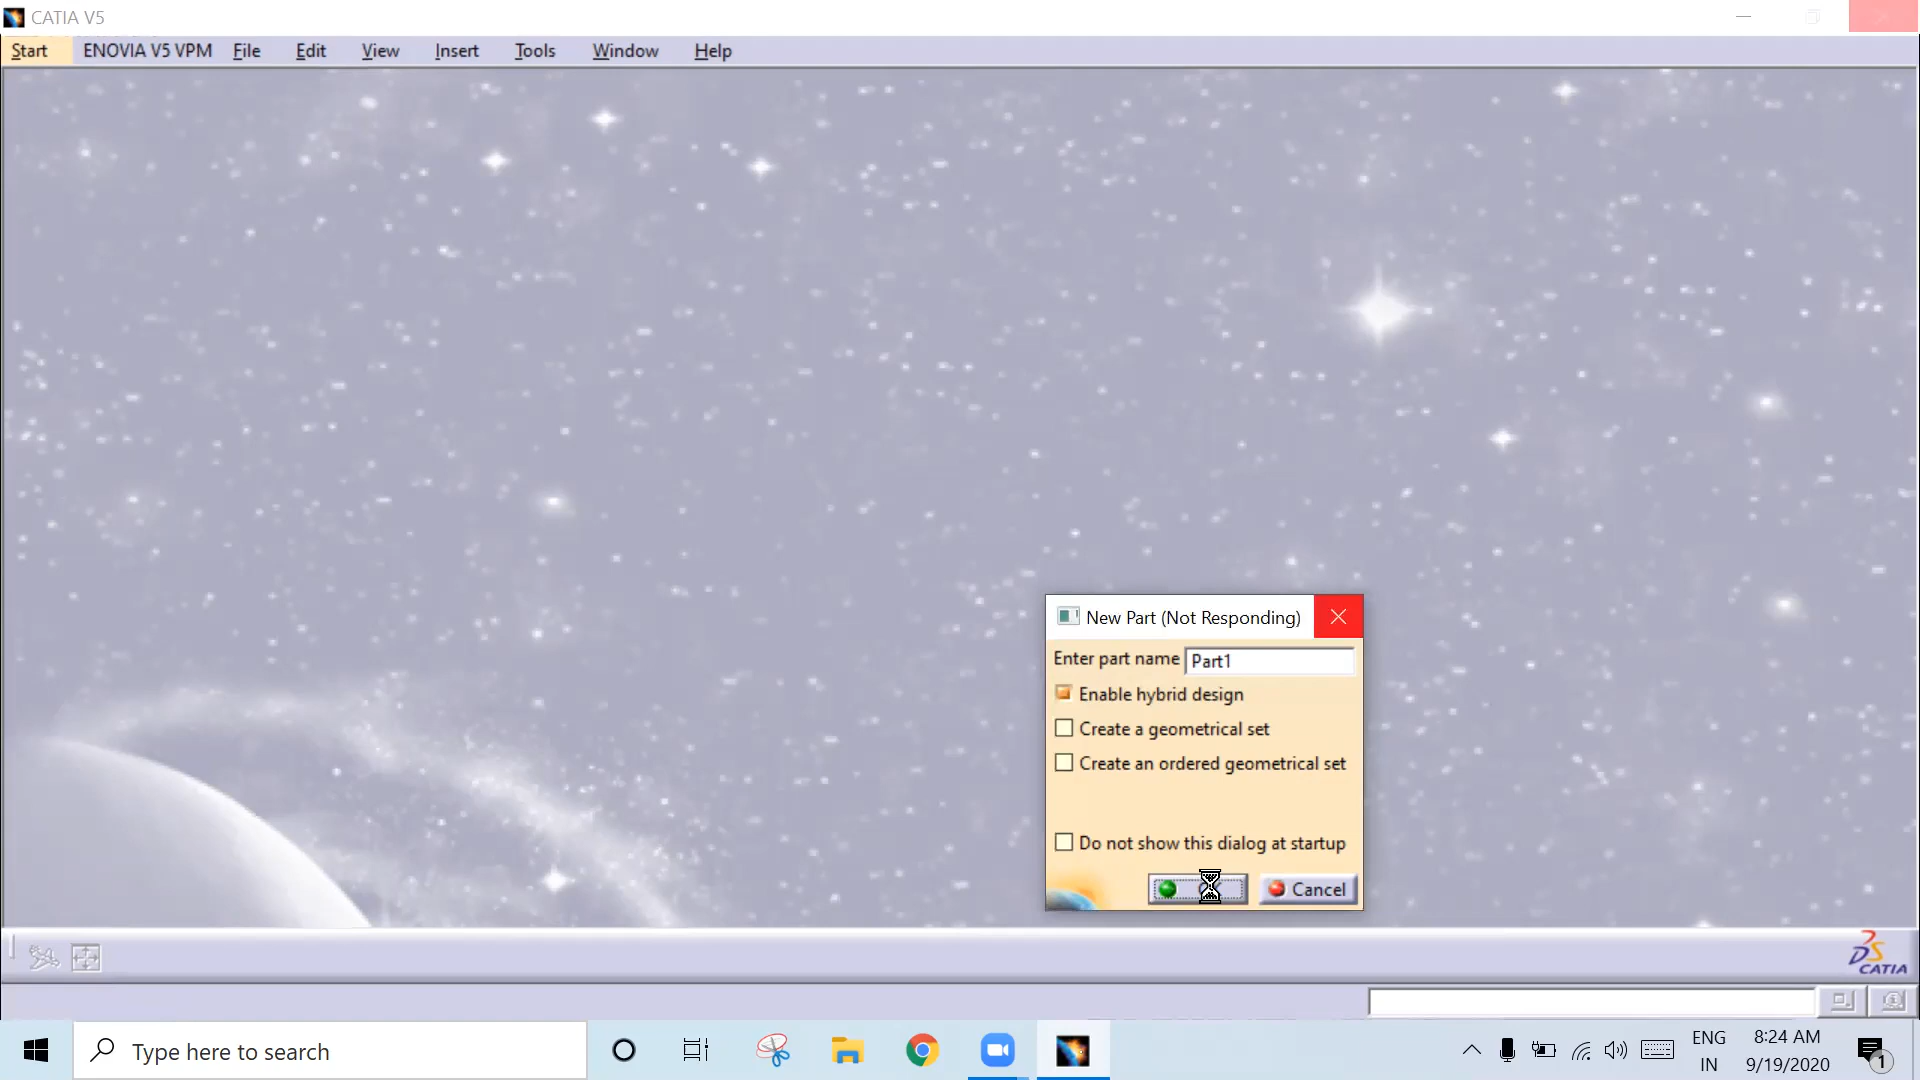 CATIA V5
Start ENOVIA V5 VPM File Edit View Insert Tools Window Help
New Part (Not Responding)
Enter part name Part1
Enable hybrid design
Create a geometrical set
Create an ordered geometrical set
Do not show this dialog at startup
Cancel
DS
CATIA
Type here to search
ENG
IN
8:24 AM
9/19/2020
1